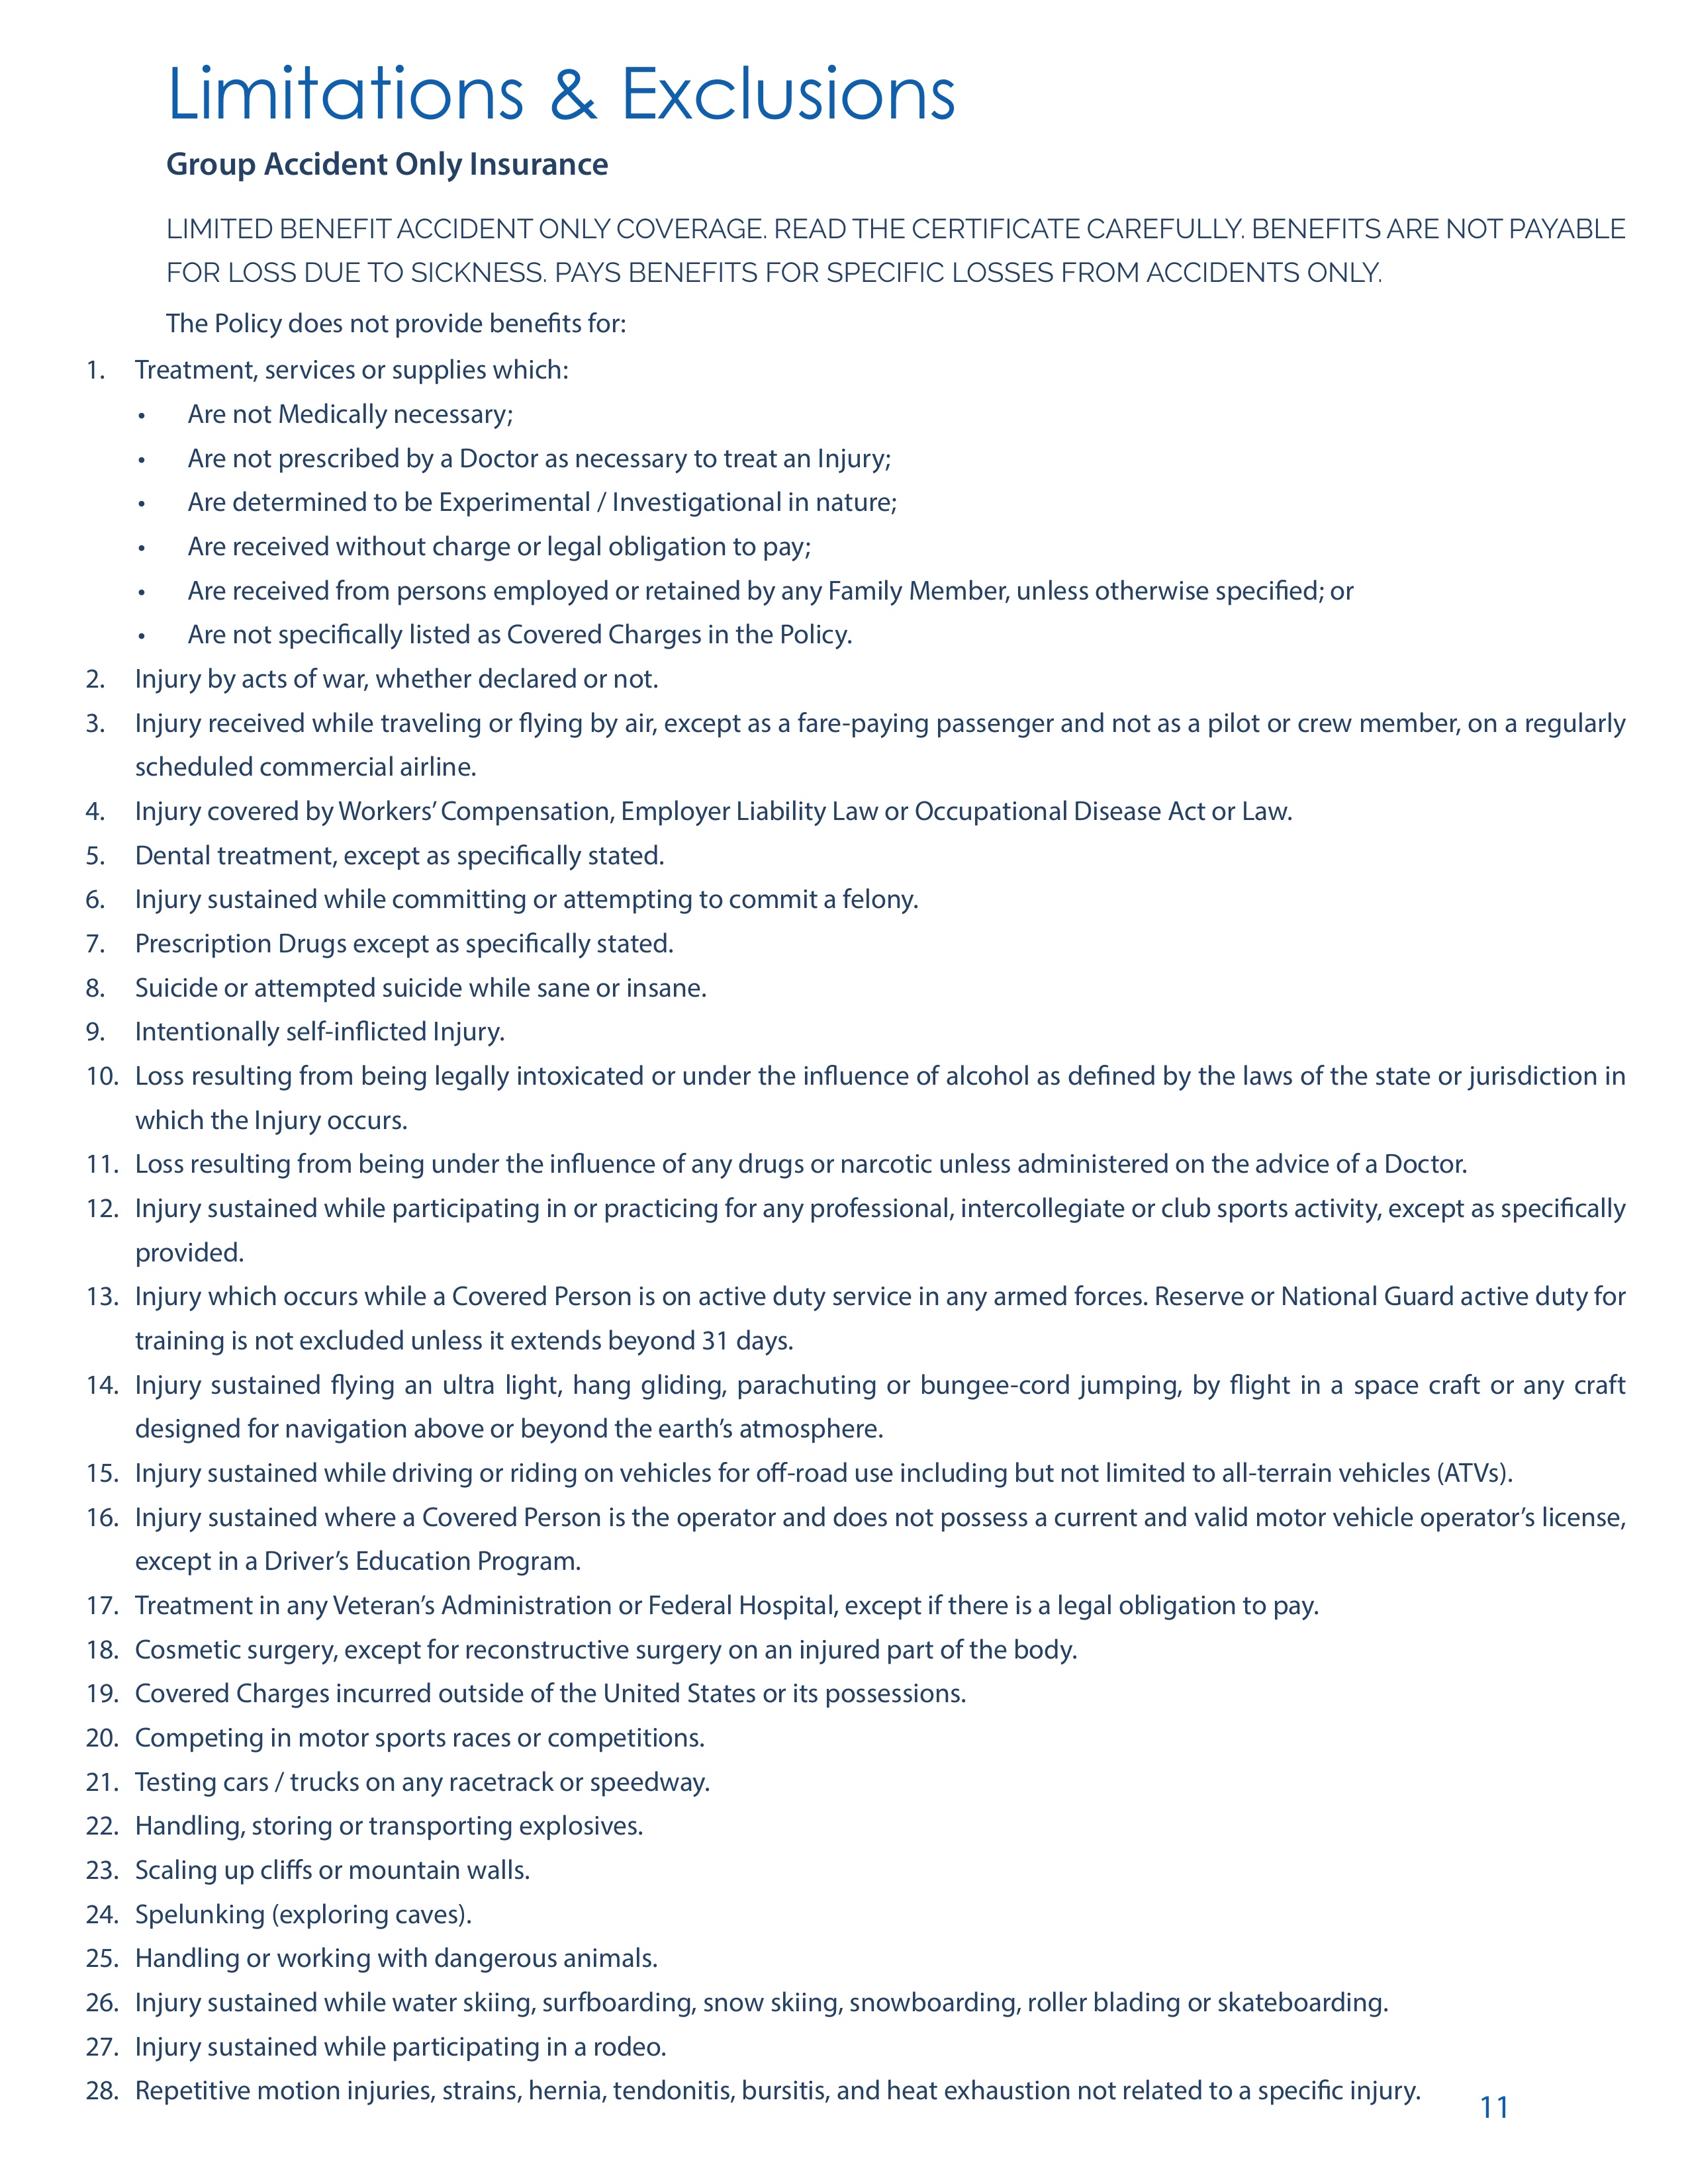 Limitations & Exclusions
Group Accident Only Insurance
LIMITED BENEFIT ACCIDENT ONLY COVERAGE. READ THE CERTIFICATE CAREFULLY. BENEFITS ARE NOT PAYABLE
FOR LOSS DUE TO SICKNESS. PAYS BENEFITS FOR SPECIFIC LOSSES FROM ACCIDENTS ONLY.
The Policy does not provide benefits for:
1. Treatment, services or supplies which:
• Are not Medically necessary;
• Are not prescribed by a Doctor as necessary to treat an Injury;
• Are determined to be Experimental / Investigational in nature;
• Are received without charge or legal obligation to pay;
• Are received from persons employed or retained by any Family Member, unless otherwise specified; or
• Are not specifically listed as Covered Charges in the Policy.
2. Injury by acts of war, whether declared or not.
3. Injury received while traveling or flying by air, except as a fare-paying passenger and not as a pilot or crew member, on a regularly
scheduled commercial airline.
4. Injury covered by Workers’ Compensation, Employer Liability Law or Occupational Disease Act or Law.
5. Dental treatment, except as specifically stated.
6. Injury sustained while committing or attempting to commit a felony.
7. Prescription Drugs except as specifically stated.
8. Suicide or attempted suicide while sane or insane.
9. Intentionally self-inflicted Injury.
10. Loss resulting from being legally intoxicated or under the influence of alcohol as defined by the laws of the state or jurisdiction in
which the Injury occurs.
11. Loss resulting from being under the influence of any drugs or narcotic unless administered on the advice of a Doctor.
12. Injury sustained while participating in or practicing for any professional, intercollegiate or club sports activity, except as specifically
provided.
13. Injury which occurs while a Covered Person is on active duty service in any armed forces. Reserve or National Guard active duty for
training is not excluded unless it extends beyond 31 days.
14. Injury sustained flying an ultra light, hang gliding, parachuting or bungee-cord jumping, by flight in a space craft or any craft
designed for navigation above or beyond the earth’s atmosphere.
15. Injury sustained while driving or riding on vehicles for off-road use including but not limited to all-terrain vehicles (ATVs).
16. Injury sustained where a Covered Person is the operator and does not possess a current and valid motor vehicle operator’s license,
except in a Driver’s Education Program.
17. Treatment in any Veteran’s Administration or Federal Hospital, except if there is a legal obligation to pay.
18. Cosmetic surgery, except for reconstructive surgery on an injured part of the body.
19. Covered Charges incurred outside of the United States or its possessions.
20. Competing in motor sports races or competitions.
21. Testing cars / trucks on any racetrack or speedway.
22. Handling, storing or transporting explosives.
23. Scaling up cliffs or mountain walls.
24. Spelunking (exploring caves).
25. Handling or working with dangerous animals.
26. Injury sustained while water skiing, surfboarding, snow skiing, snowboarding, roller blading or skateboarding.
27. Injury sustained while participating in a rodeo.
28. Repetitive motion injuries, strains, hernia, tendonitis, bursitis, and heat exhaustion not related to a specific injury.
11